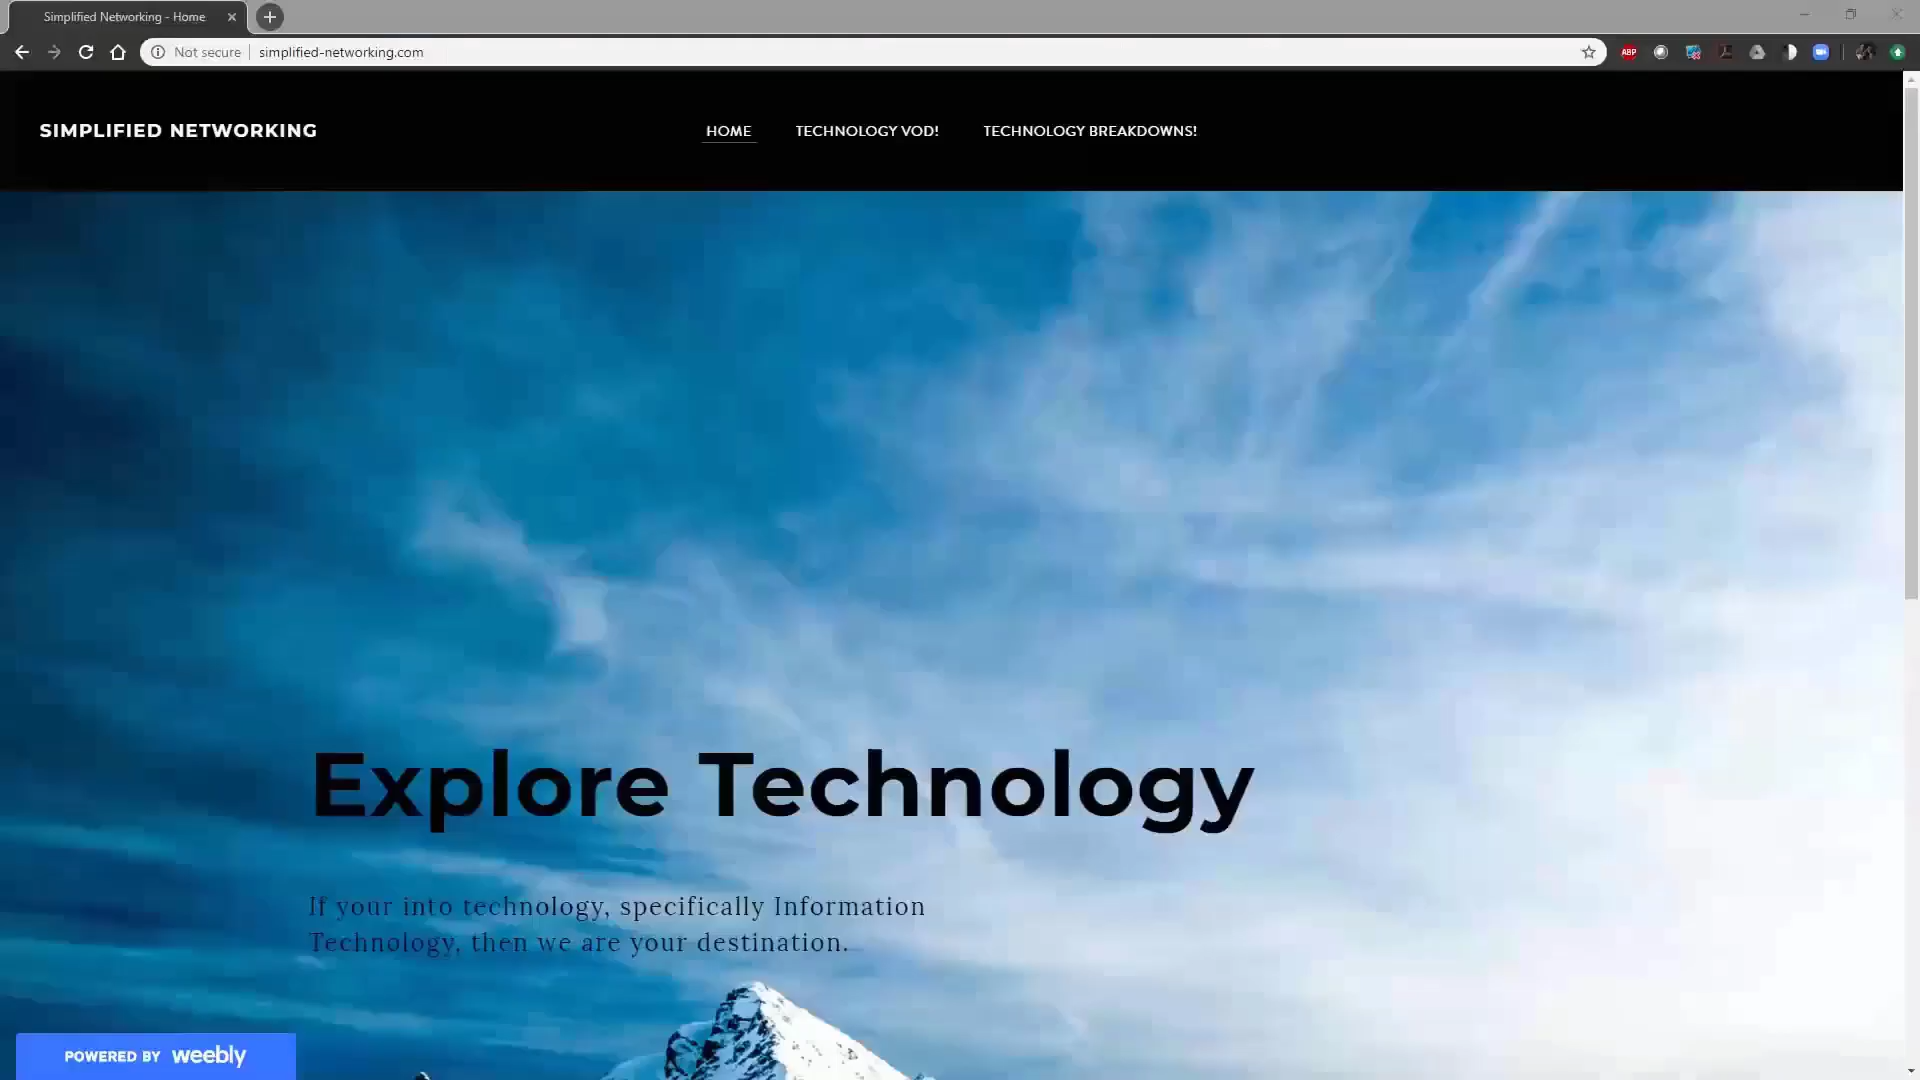 Simplified Networking - Home
Not secure
simplified-networking.com
ABP
SIMPLIFIED NETWORKING
HOME
TECHNOLOGY VOD!
TECHNOLOGY BREAKDOWNS!
Explore Technology
If your into technology, specifically Information
Technology, then we are your destination.
POWERED BY weebly